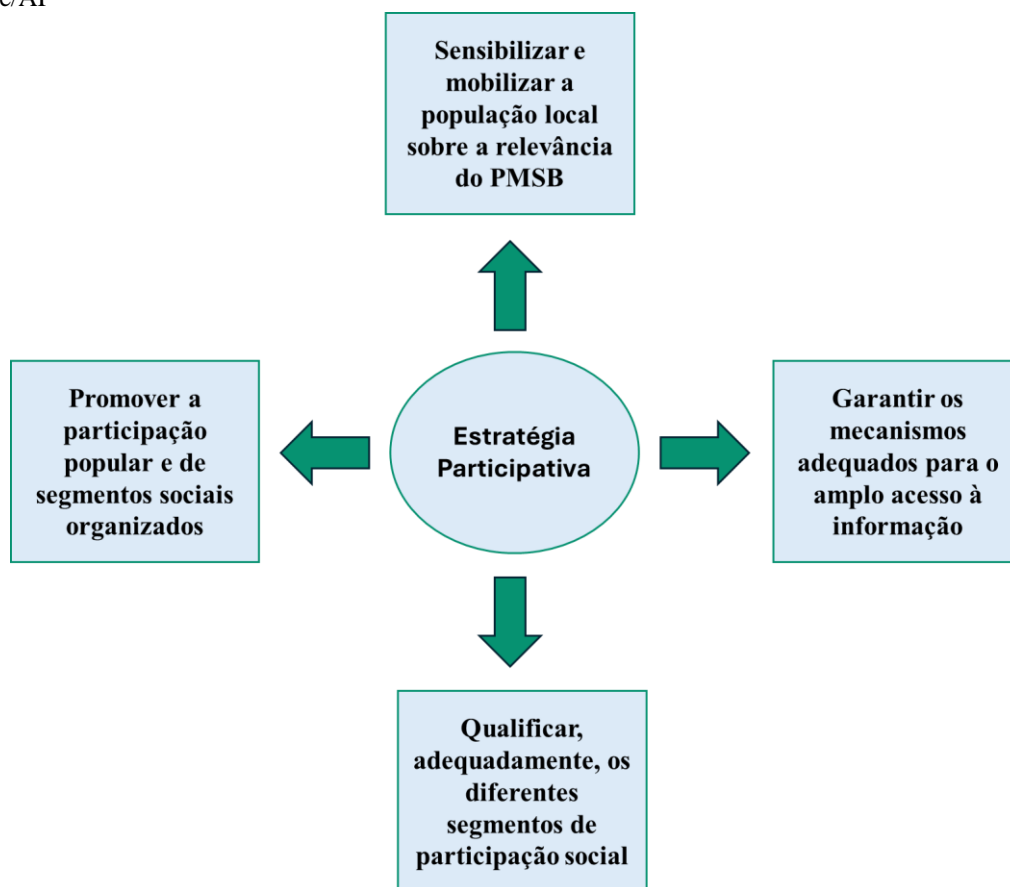 Sensibilizar e
mobilizar a
população local
sobre a relevância
do PMSB
Promover a
participação
popular e de
segmentos sociais
organizados
Estratégia
Participativa
Garantir os
mecanismos
adequados para o
amplo acesso à
informação
Qualificar,
adequadamente, os
diferentes
segmentos de
participação social